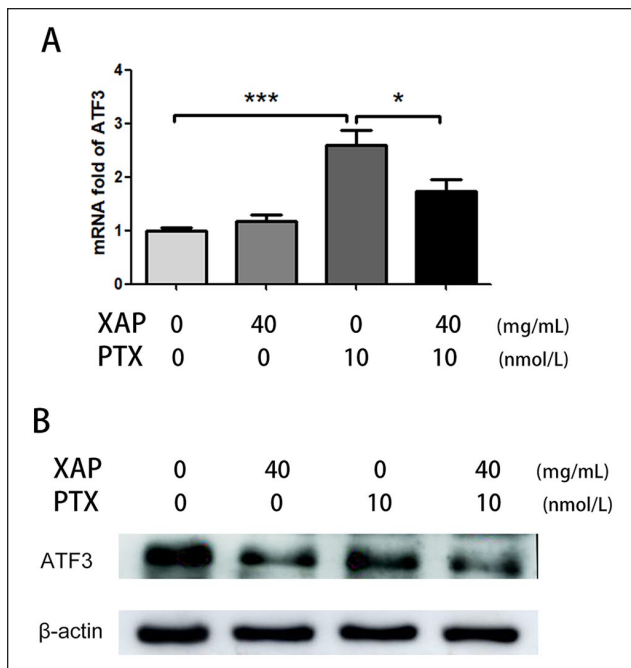 A
mRNA fold of ATF3
4
3
2
1
0
***
*
XAP 0 40 0 40 (mg/mL)
PTX 0 0 10 10 (nmol/L)
B
XAP 0 40 0 40 (mg/mL)
PTX 0 0 10 10 (nmol/L)
ATF3
β-actin